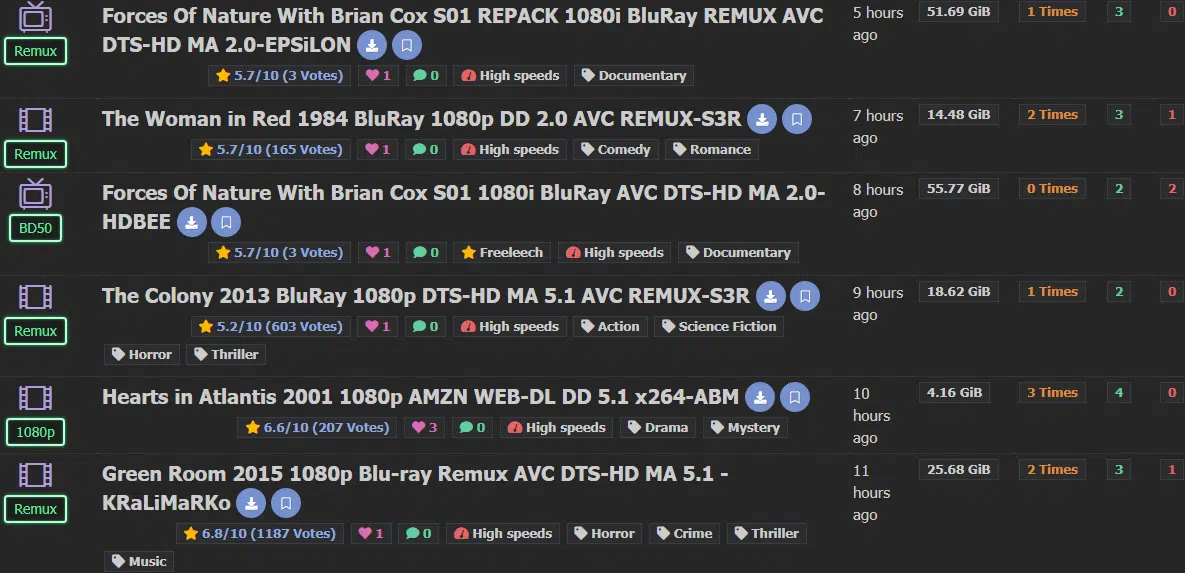 Forces Of Nature With Brian Cox S01 REPACK 1080i BluRay REMUX AVC 5 hours 51.69 GiB 1 Times 3 0
Remux DTS-HD MA 2.0-EPSiLON ago
5.7/10 (3 Votes) 1 0 High speeds Documentary
The Woman in Red 1984 BluRay 1080p DD 2.0 AVC REMUX-S3R 7 hours 14.48 GiB 2 Times 3 1
Remux 5.7/10 (165 Votes) 1 0 High speeds Comedy Romance ago
Forces Of Nature With Brian Cox S01 1080i BluRay AVC DTS-HD MA 2.0- 8 hours 55.77 GiB 0 Times 2 2
BD50 HDBEE ago
5.7/10 (3 Votes) 1 0 Freeleech High speeds Documentary
The Colony 2013 BluRay 1080p DTS-HD MA 5.1 AVC REMUX-S3R 9 hours 18.62 GiB 1 Times 2 0
Remux 5.2/10 (603 Votes) 1 0 High speeds Action Science Fiction ago
Horror Thriller
Hearts in Atlantis 2001 1080p AMZN WEB-DL DD 5.1 x264-ABM 10 4.16 GiB 3 Times 4 0
hours
1080p 6.6/10 (207 Votes) 3 0 High speeds Drama Mystery ago
Green Room 2015 1080p Blu-ray Remux AVC DTS-HD MA 5.1 - 11 25.68 GiB 2 Times 3 1
Remux KRaLiMaRKo hours
6.8/10 (1187 Votes) 1 0 High speeds Horror Crime Thriller ago
Music